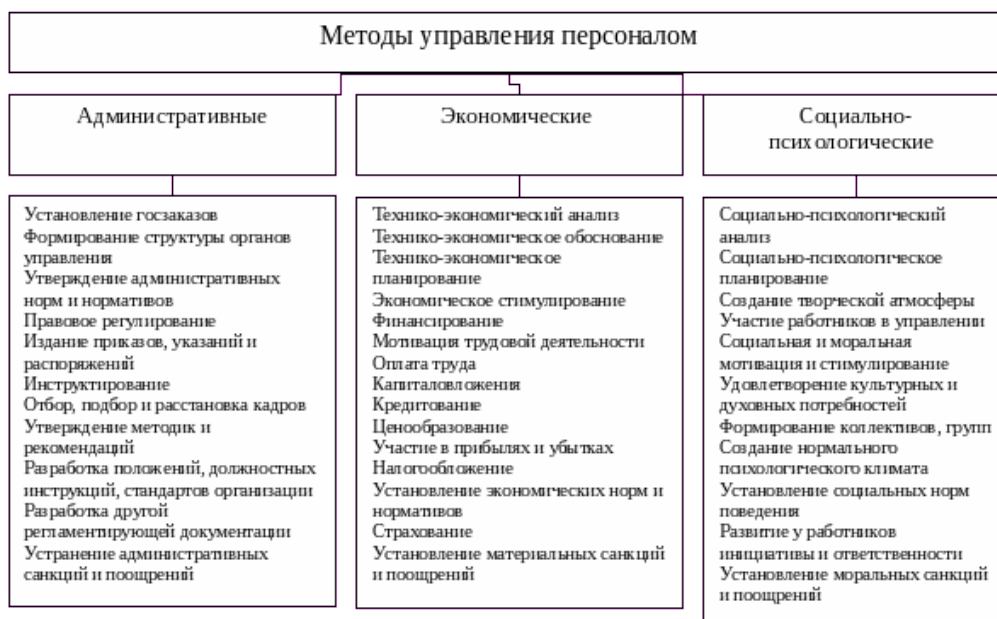 Методы управления персоналом
Административные
Экономические
Социально-
психологические
Установление госзаказов
Формирование структуры органов
управления
Утверждение административных
норм и нормативов
Правовое регулирование
Издание приказов, указаний и
распоряжений
Инструктирование
Отбор, подбор и расстановка кадров
Утверждение методик и
рекомендаций
Разработка положений, должностных
инструкций, стандартов организации
Разработка другой
регламентирующей документации
Устранение административных
санкций и поощрений
Технико-экономический анализ
Технико-экономическое обоснование
Технико-экономическое
планирование
Экономическое стимулирование
Финансирование
Мотивация трудовой деятельности
Оплата труда
Капиталовложения
Кредитование
Ценообразование
Участие в прибылях и убытках
Налогообложение
Установление экономических норм и
нормативов
Страхование
Установление материальных санкций
и поощрений
Социально-психологический
анализ
Социально-психологическое
планирование
Создание творческой атмосферы
Участие работников в управлении
Социальная и моральная
мотивация и стимулирование
Удовлетворение культурных и
духовных потребностей
Формирование коллективов, групп
Создание нормального
психологического климата
Установление социальных норм
поведения
Развитие у работников
инициативы и ответственности
Установление моральных санкций
и поощрений